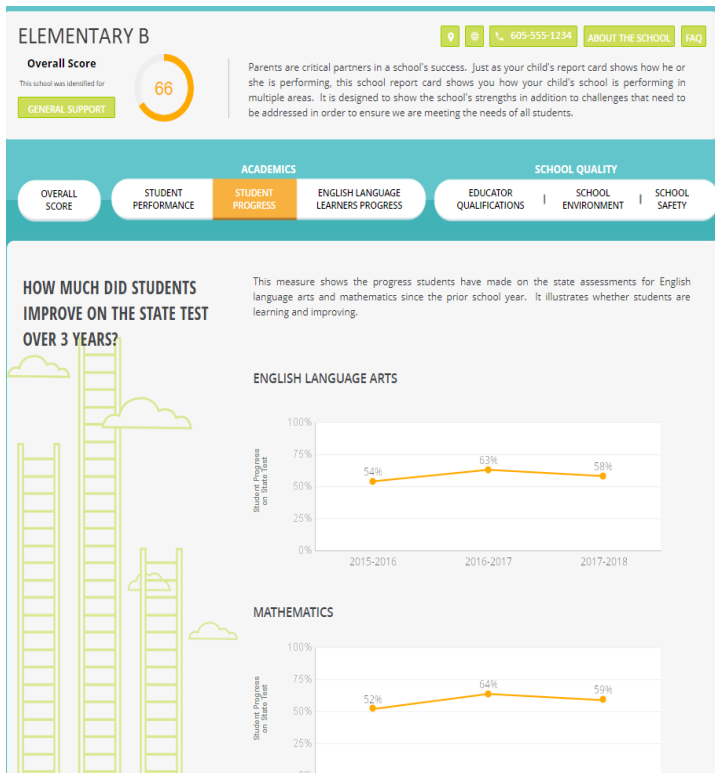 ELEMENTARY B
605-555-1234
ABOUT THE SCHOOL
FAQ
Overall Score
This school was identified for
GENERAL SUPPORT
66
Parents are critical partners in a school's success. Just as your child's report card shows how he or
she is performing, this school report card shows you how your child's school is performing in
multiple areas. It is designed to show the school's strengths in addition to challenges that need to
be addressed in order to ensure we are meeting the needs of all students.
ACADEMICS
SCHOOL QUALITY
OVERALL
SCORE
STUDENT
PERFORMANCE
STUDENT
PROGRESS
ENGLISH LANGUAGE
LEARNERS PROGRESS
EDUCATOR
QUALIFICATIONS
SCHOOL
ENVIRONMENT
SCHOOL
SAFETY
HOW MUCH DID STUDENTS
IMPROVE ON THE STATE TEST
OVER 3 YEARS?
This measure shows the progress students have made on the state assessments for English
language arts and mathematics since the prior school year. It illustrates whether students are
learning and improving.
ENGLISH LANGUAGE ARTS
Student Progress
on State Test
100%
75%
50%
25%
0%
54%
63%
58%
2015-2016
2016-2017
2017-2018
MATHEMATICS
Student Progress
on State Test
100%
75%
50%
25%
52%
64%
59%